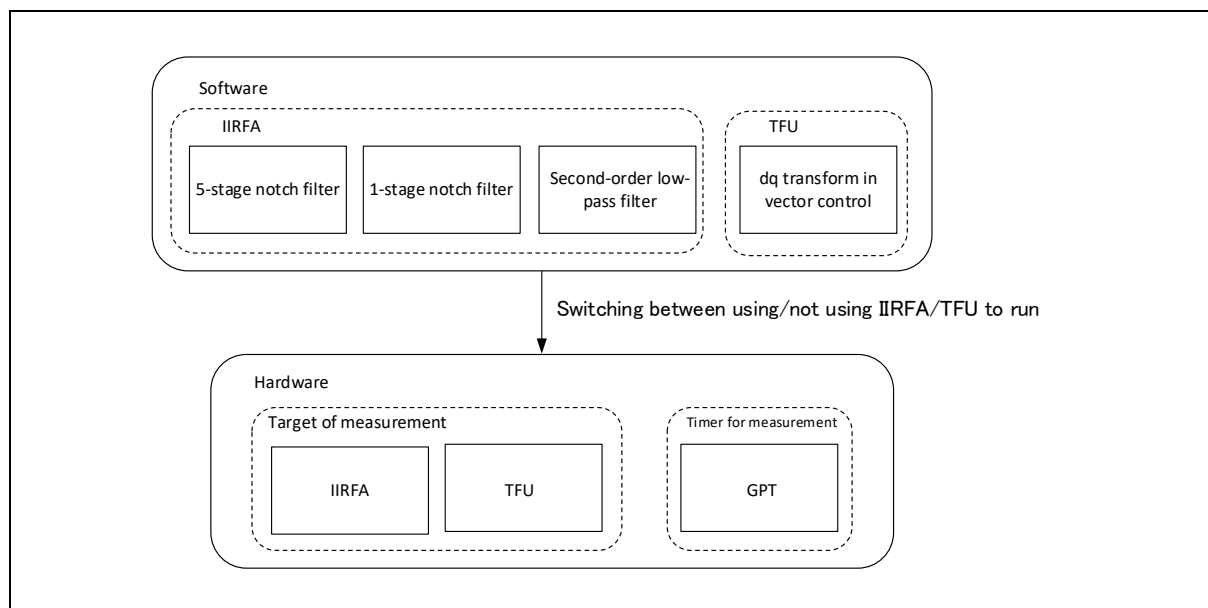 Software
IIRFA
TFU
5-stage notch filter
1-stage notch filter
Second-order low-
pass filter
dq transform in
vector control
Switching between using/not using IIRFA/TFU to run
Hardware
Target of measurement
Timer for measurement
IIRFA
TFU
GPT